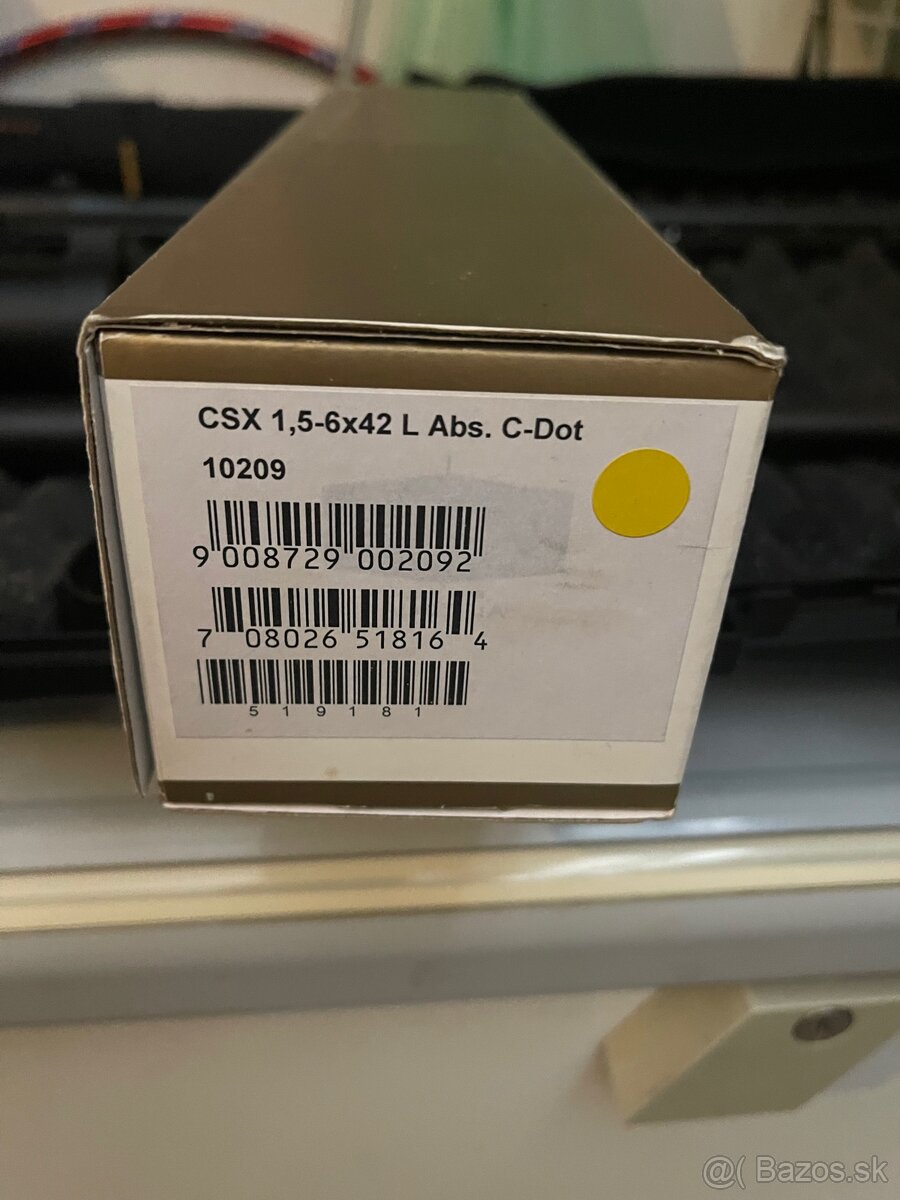 CSX 1,5-6x42 L Abs. C-Dot
10209
9 008729 002092
7 08026 51816 4
5 1 9 1 8 1
@( Bazos.sk